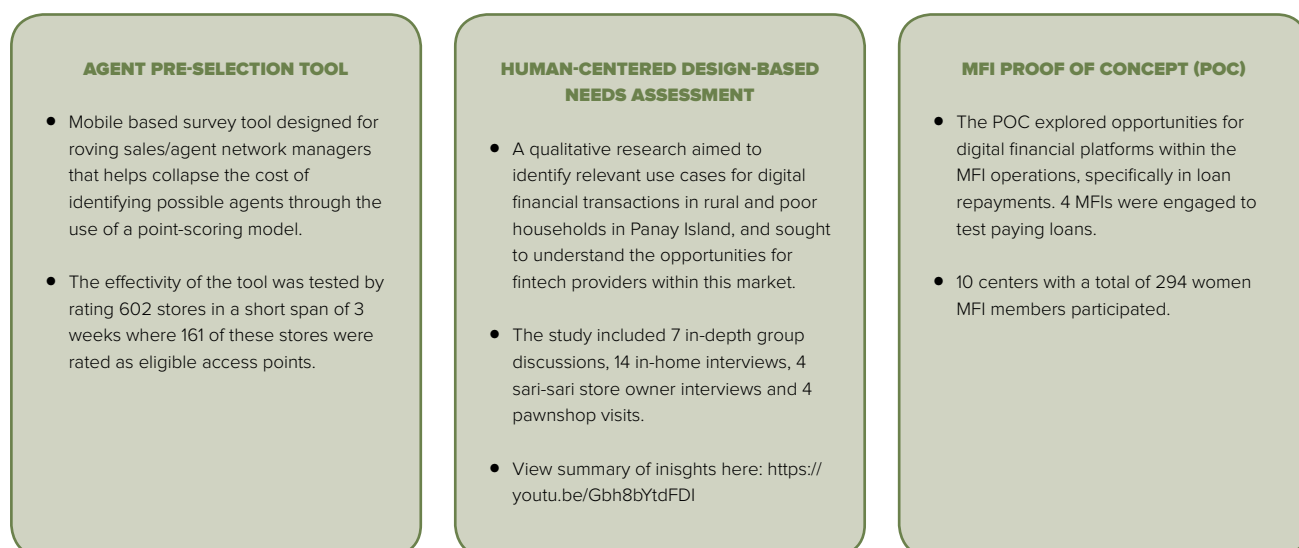 AGENT PRE-SELECTION TOOL
● Mobile based survey tool designed for
roving sales/agent network managers
that helps collapse the cost of
identifying possible agents through the
use of a point-scoring model.
● The effectivity of the tool was tested by
rating 602 stores in a short span of 3
weeks where 161 of these stores were
rated as eligible access points.
HUMAN-CENTERED DESIGN-BASED
NEEDS ASSESSMENT
● A qualitative research aimed to
identify relevant use cases for digital
financial transactions in rural and poor
households in Panay Island, and sought
to understand the opportunities for
fintech providers within this market.
● The study included 7 in-depth group
discussions, 14 in-home interviews, 4
sari-sari store owner interviews and 4
pawnshop visits.
● View summary of inisghts here: https://
youtu.be/Gbh8bYtdFDI
MFI PROOF OF CONCEPT (POC)
● The POC explored opportunities for
digital financial platforms within the
MFI operations, specifically in loan
repayments. 4 MFIs were engaged to
test paying loans.
● 10 centers with a total of 294 women
MFI members participated.